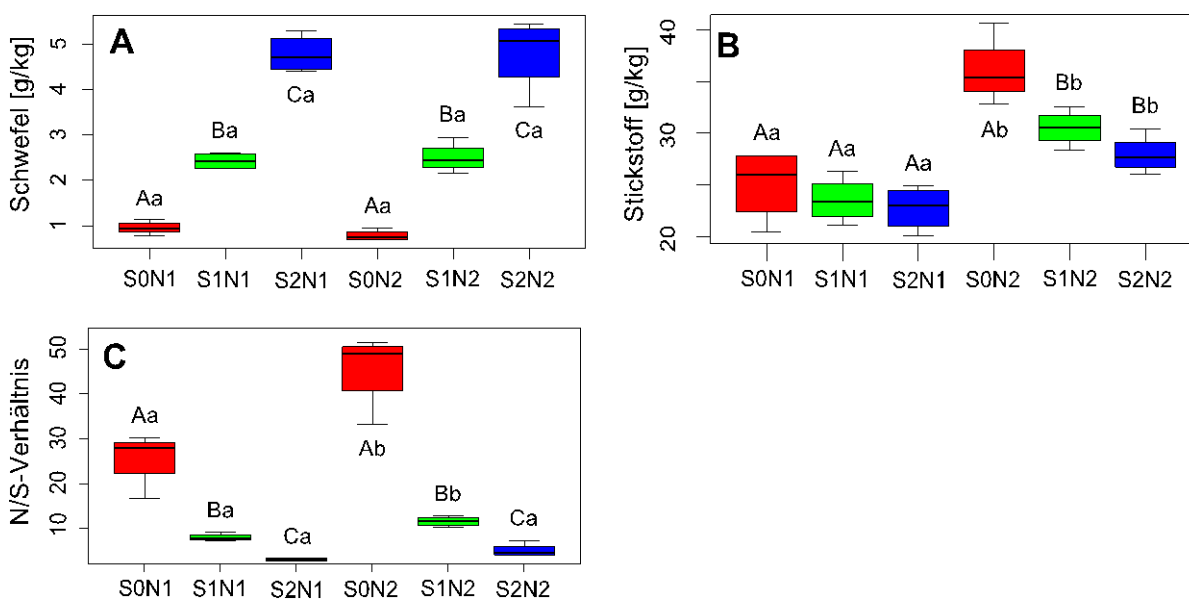 A
Schwefel [g/kg]
5
4
3
2
1
Aa
Ba
Ca
Aa
Ba
Ca
S0N1 S1N1 S2N1 S0N2 S1N2 S2N2
B
Stickstoff [g/kg]
40
30
20
Aa
Aa
Aa
Ab
Bb
Bb
S0N1 S1N1 S2N1 S0N2 S1N2 S2N2
C
N/S-Verhältnis
50
40
30
20
10
Aa
Ba
Ca
Ab
Bb
Ca
S0N1 S1N1 S2N1 S0N2 S1N2 S2N2